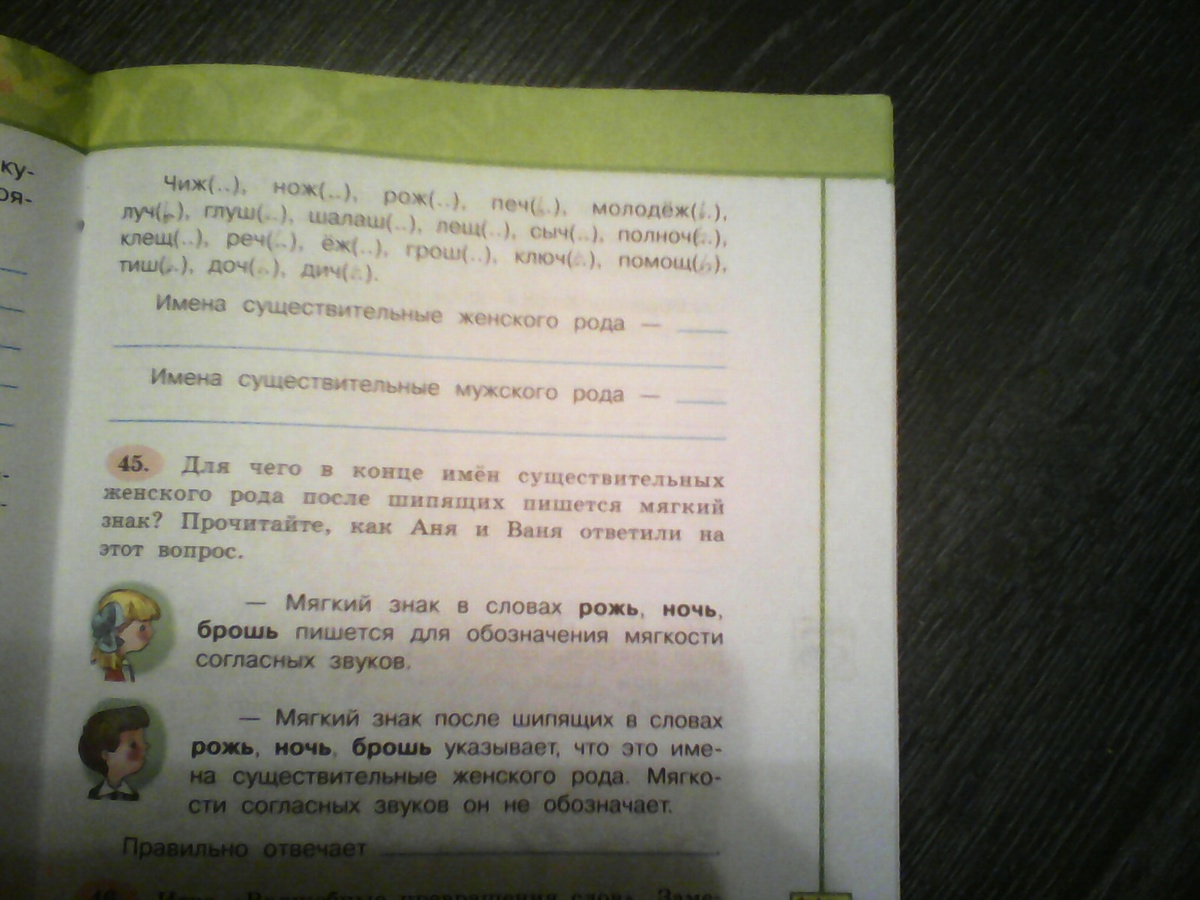 ку-
оя-
Чиж(..), нож(..), рож(..), печ(..), молодёж(..),
луч(..), глуш(..), шалаш(..), лещ(..), сыч(..), полноч(..),
клещ(..), реч(..), ёж(..), грош(..), ключ(..), помощ(..),
тиш(..), доч(..), дич(..).
Имена существительные женского рода —
Имена существительные мужского рода —
45. Для чего в конце имён существительных
женского рода после шипящих пишется мягкий
знак? Прочитайте, как Аня и Ваня ответили на
этот вопрос.
— Мягкий знак в словах рожь, ночь,
брошь пишется для обозначения мягкости
согласных звуков.
— Мягкий знак после шипящих в словах
рожь, ночь, брошь указывает, что это име-
на существительные женского рода. Мягко-
сти согласных звуков он не обозначает.
Правильно отвечает